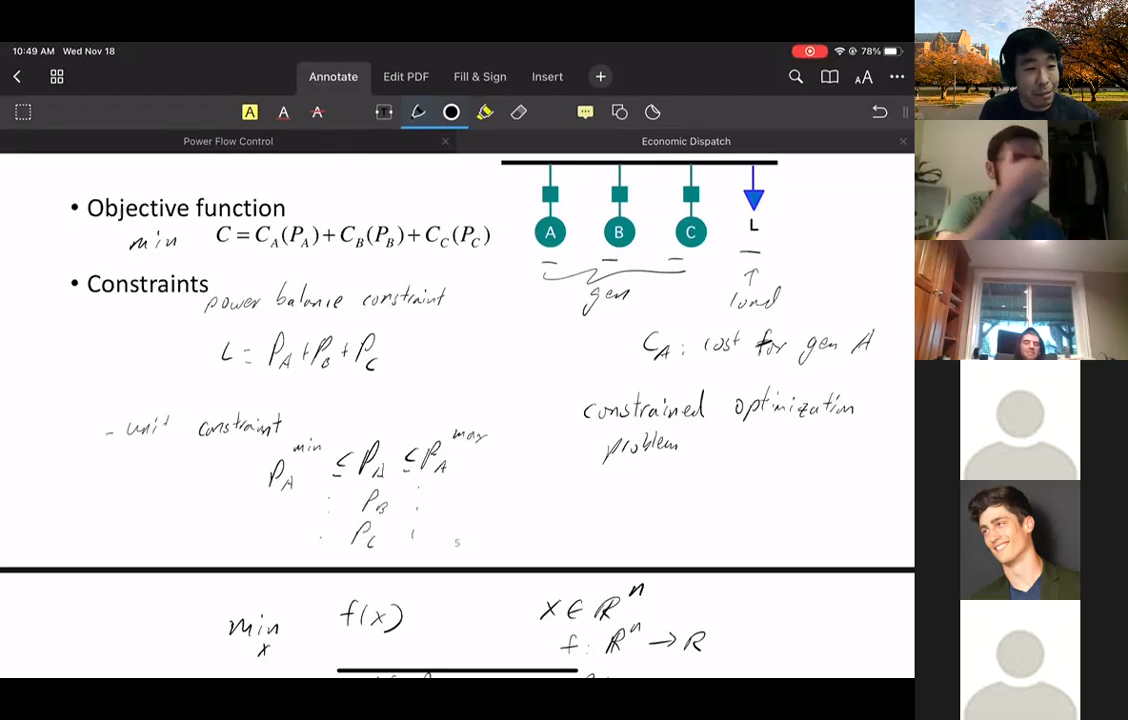 10:49 AM Wed Nov 18
78%
Annotate
Edit PDF
Fill & Sign
Insert
AA
A A A
T
Power Flow Control
Economic Dispatch
• Objective function
min C = C_A(P_A) + C_B(P_B) + C_C(P_C)
A B C L
gen
load
• Constraints
power balance constraint
L = P_A + P_B + P_C
C_A : cost for gen A
constrained optimization
problem
- unit constraint
P_A^min ≤ P_A ≤ P_A^max
: P_B :
: P_C :
5
min f(x) x ∈ R^n
x
f : R^n → R